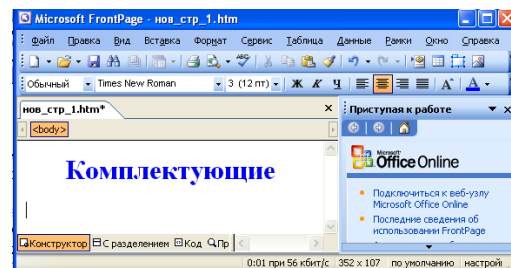 Microsoft FrontPage - нов_стр_1.htm
Файл Правка Вид Вставка Формат Сервис Таблица Данные Рамки Окно Справка
Обычный Times New Roman 3 (12 пт) Ж К Ч А А
нов_стр_1.htm* Приступая к работе
<body>
Microsoft
Office Online
Комплектующие
Подключиться к веб-узлу
Microsoft Office Online
Последние сведения об
использовании FrontPage
Конструктор С разделением Код Пр
0:01 при 56 кбит/с 352 x 107 по умолчанию настрой